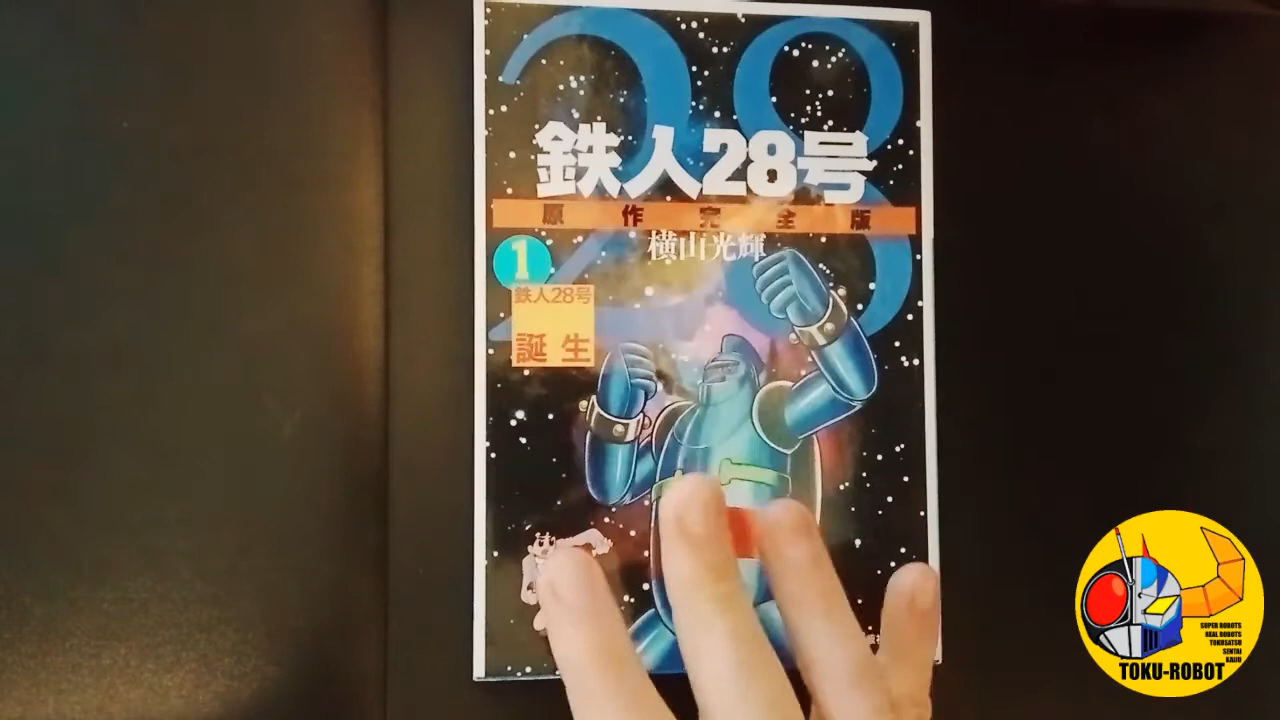 28
鉄人28号
原作完全版
横山光輝
1
鉄人28号
誕生
SUPER ROBOTS
REAL ROBOTS
TOKUSATSU
SENTAI
KAIJU
TOKU-ROBOT